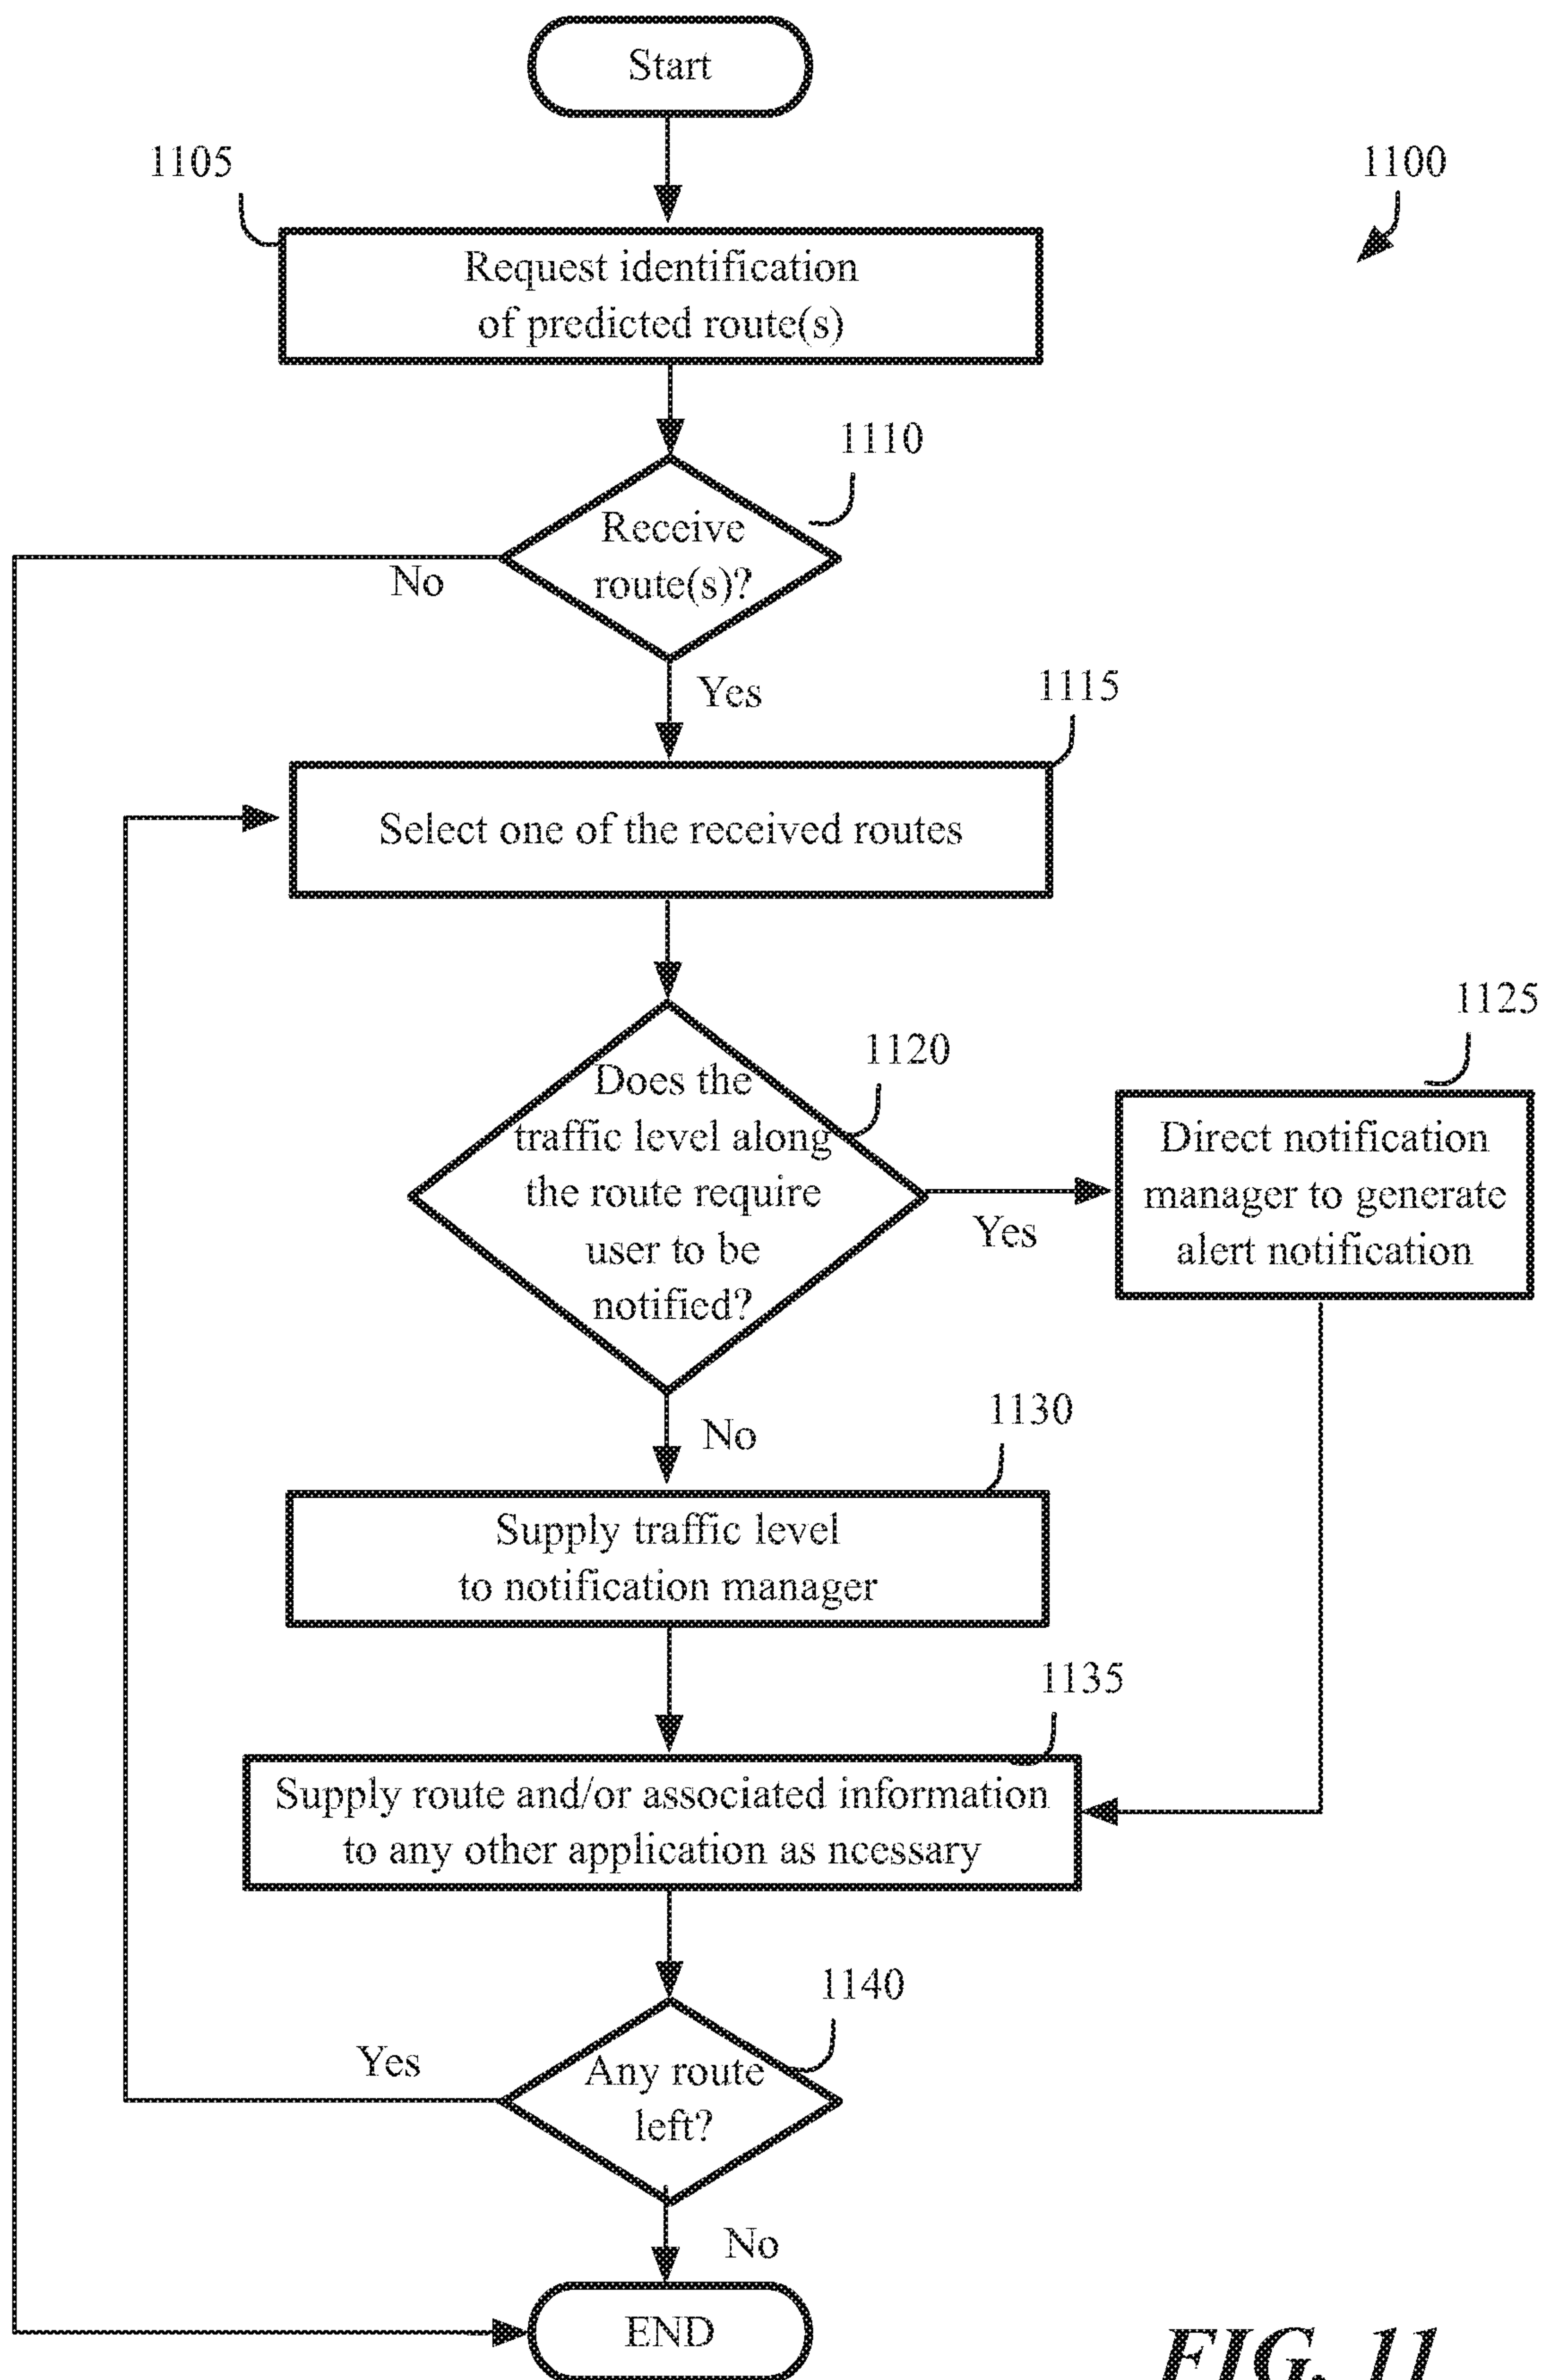 Start
1105
1100
Request identification
of predicted route(s)
1110
Receive
route(s)?
No
Yes
1115
Select one of the received routes
1120
1125
Does the
traffic level along
the route require
user to be
notified?
Yes
Direct notification
manager to generate
alert notification
No
1130
Supply traffic level
to notification manager
1135
Supply route and/or associated information
to any other application as ncessary
1140
Yes
Any route
left?
No
END
FIG. 11